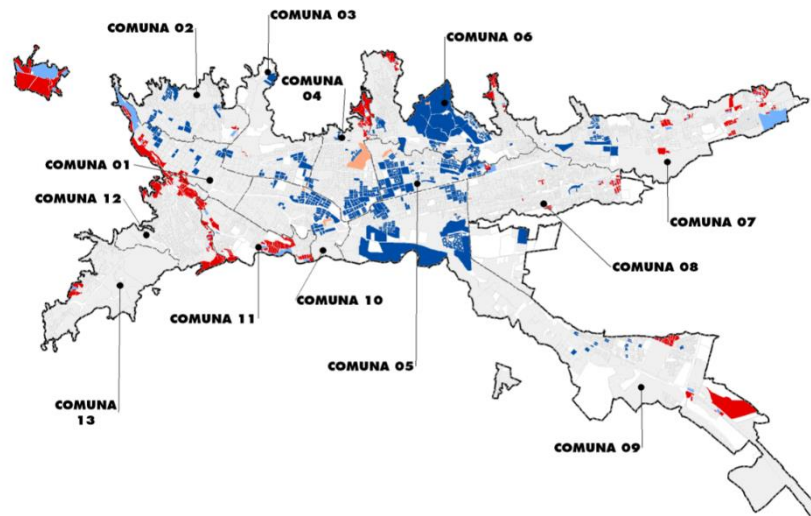 COMUNA 03
COMUNA 02
COMUNA 06
COMUNA
04
COMUNA 01
COMUNA 12
COMUNA 07
COMUNA 08
COMUNA 10
COMUNA 11
COMUNA 05
COMUNA
13
COMUNA 09